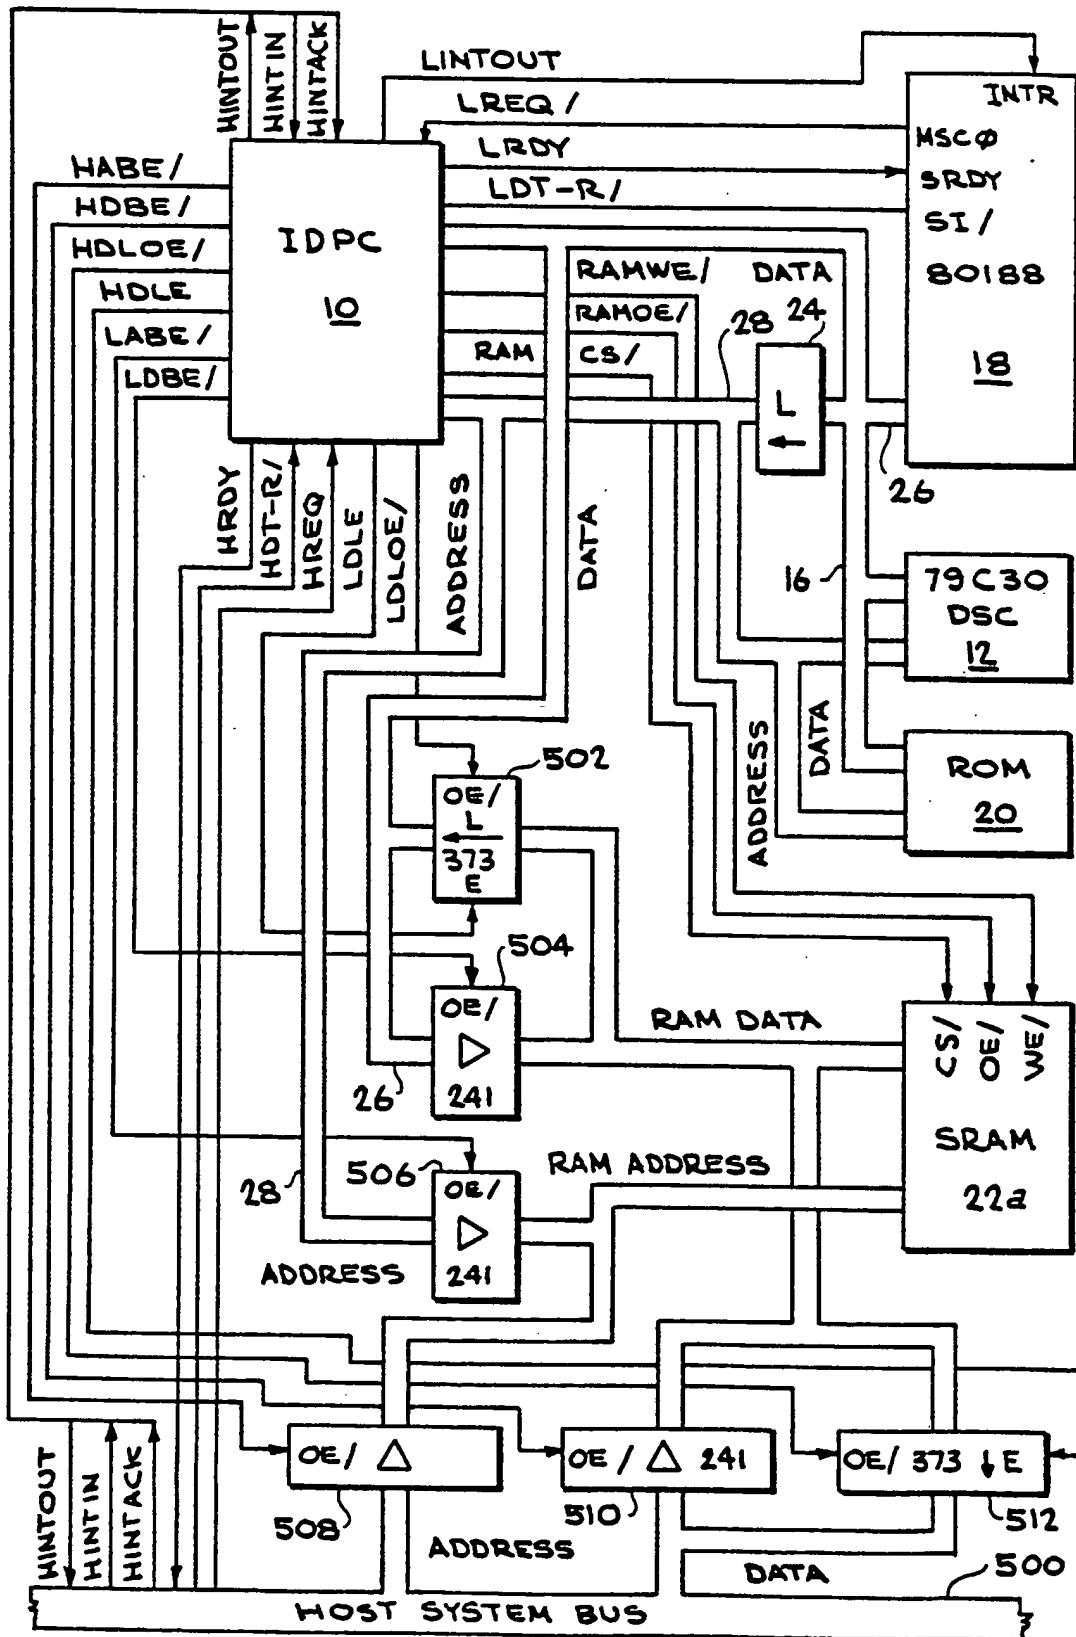 HINTOUT
HINTIN
HINTACK
LINTOUT
LREQ/
LRDY
LDT-R/
INTR
MSCØ
SRDY
SI/
80188
18
HABE/
HDBE/
HDLOE/
HDLE
LABE/
LDBE/
IDPC
10
RAMWE/
RAMOE/
RAM CS/
DATA
24
28
L
26
HRDY
HDT-R/
HREQ
LDLE
LDLOE/
ADDRESS
DATA
16
79C30
DSC
12
ADDRESS
DATA
ROM
20
502
OE/
L
373
E
504
OE/
241
26
RAM DATA
CS/
OE/
WE/
SRAM
22a
28
506
OE/
241
RAM ADDRESS
ADDRESS
OE/
508
OE/ 241
510
OE/ 373 E
512
HINTOUT
HINTIN
HINTACK
ADDRESS
DATA
500
HOST SYSTEM BUS